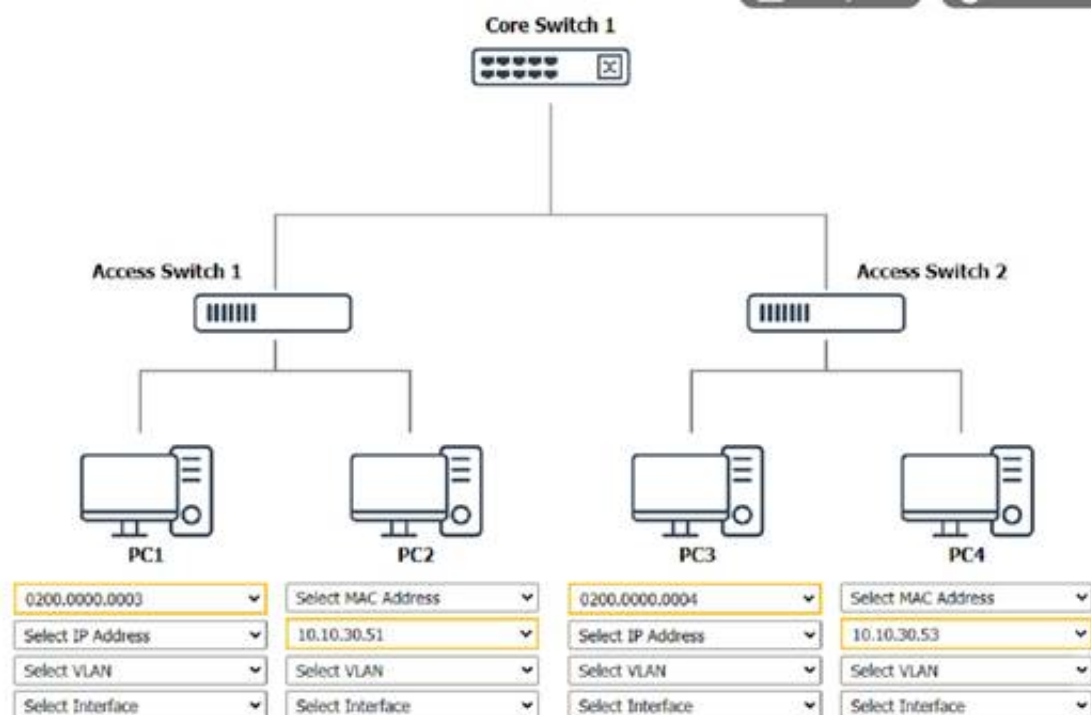 Core Switch 1
Access Switch 1
Access Switch 2
PC1
PC2
PC3
PC4
0200.0000.0003
Select MAC Address
0200.0000.0004
Select MAC Address
Select IP Address
10.10.30.51
Select IP Address
10.10.30.53
Select VLAN
Select VLAN
Select VLAN
Select VLAN
Select Interface
Select Interface
Select Interface
Select Interface